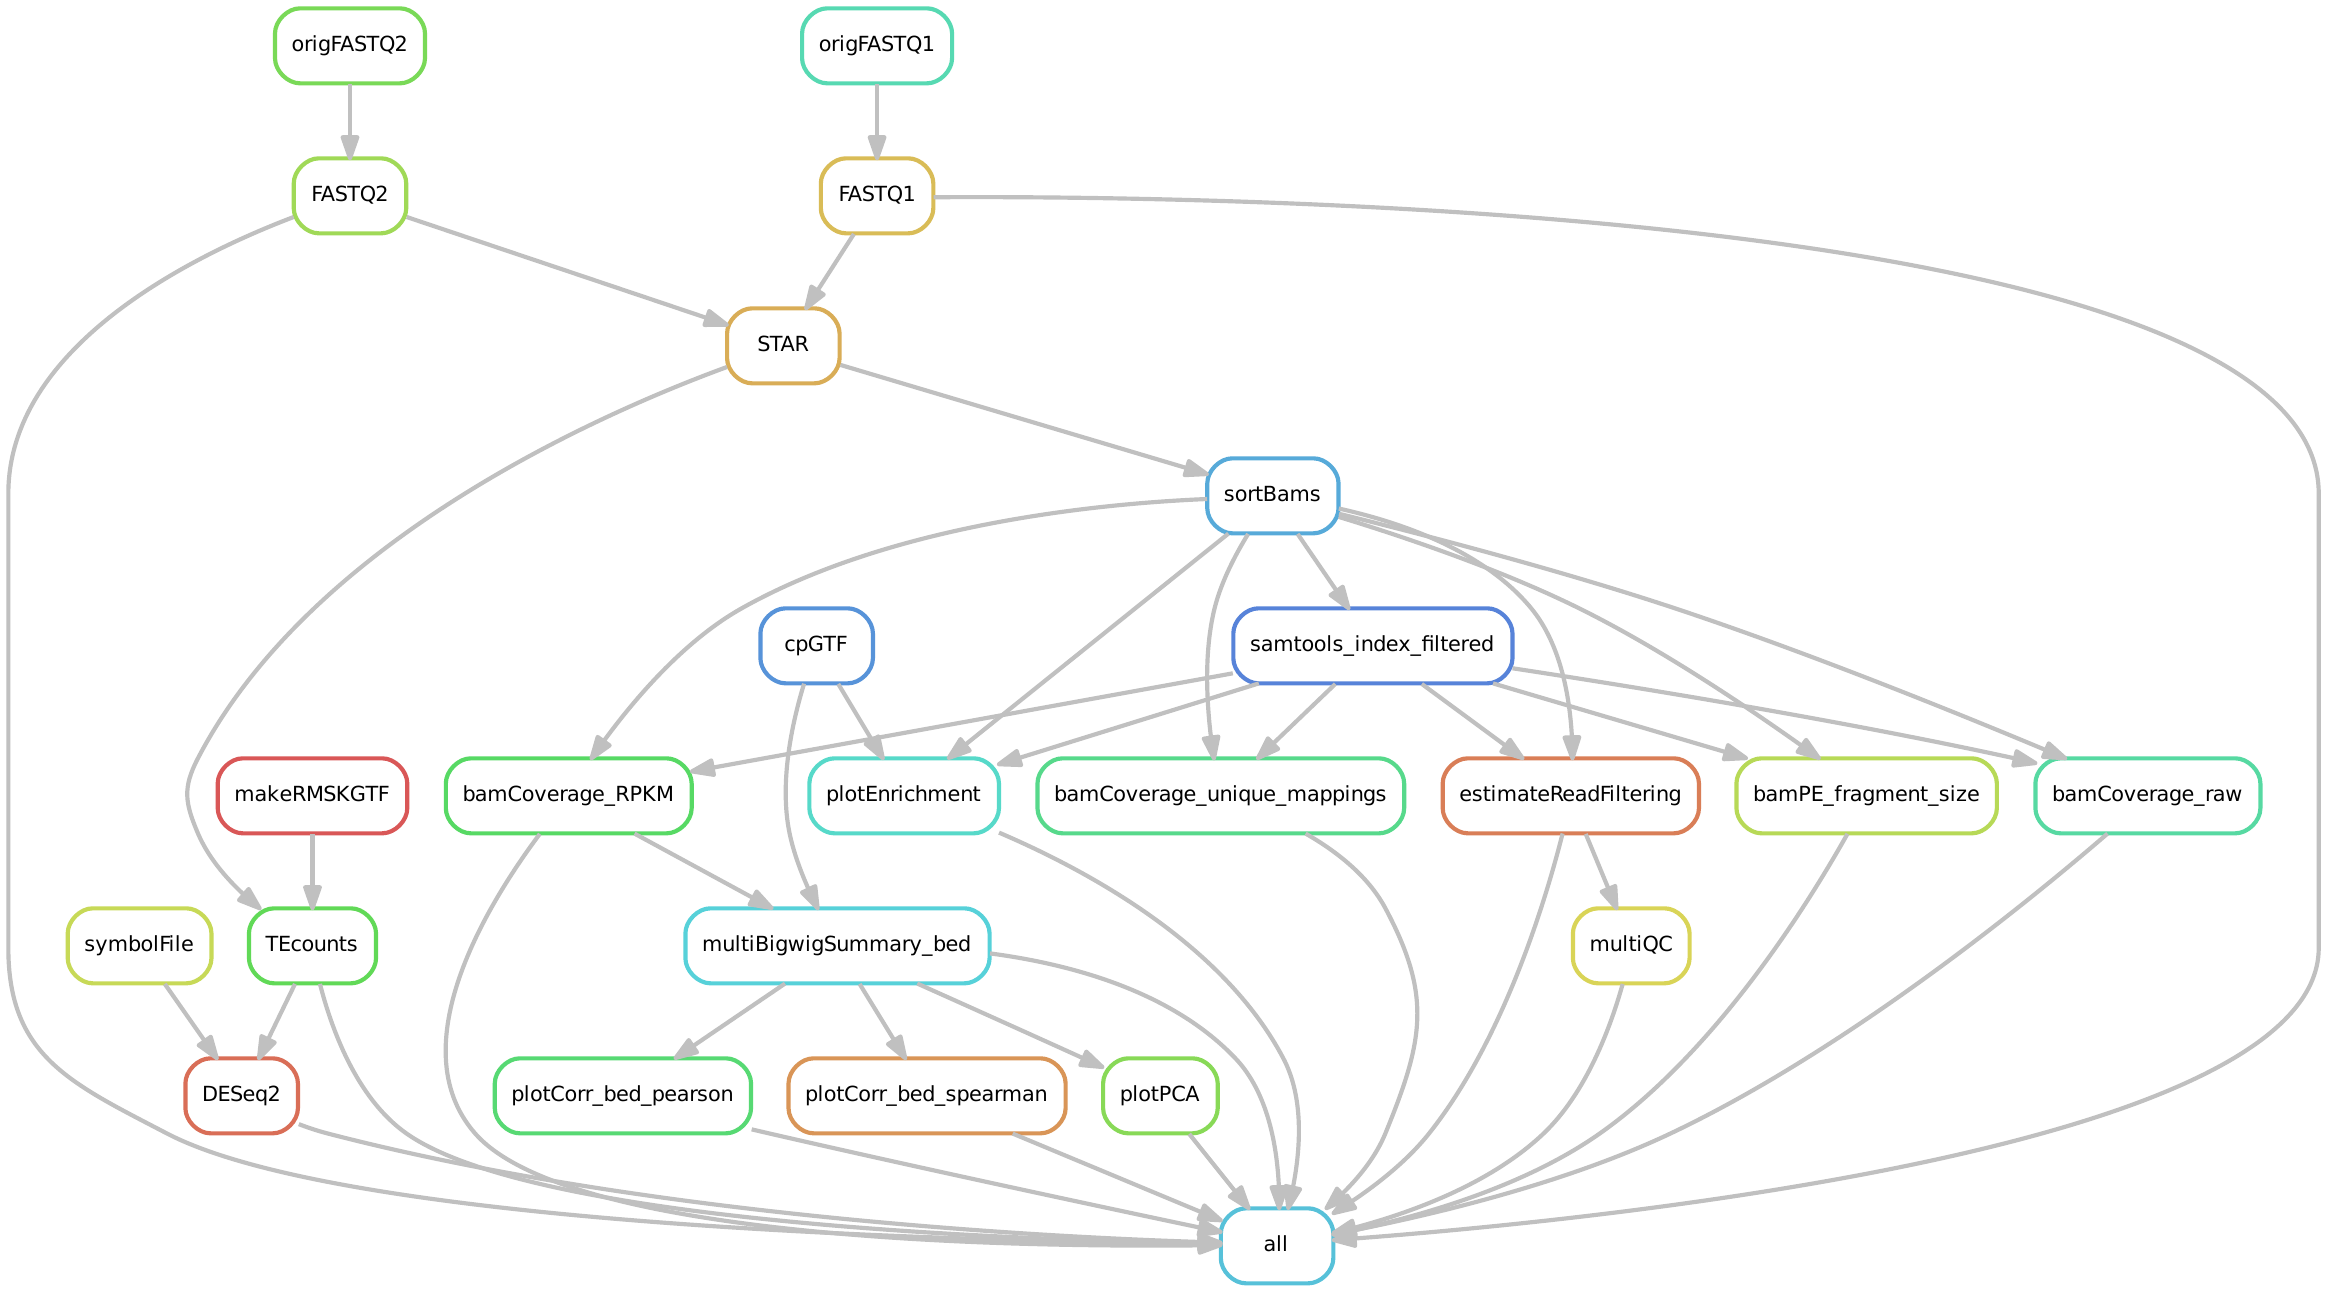 origFASTQ2
origFASTQ1
FASTQ2
FASTQ1
STAR
sortBams
cpGTF
samtools_index_filtered
makeRMSKGTF
bamCoverage_RPKM
plotEnrichment
bamCoverage_unique_mappings
estimateReadFiltering
bamPE_fragment_size
bamCoverage_raw
symbolFile
TEcounts
multiBigwigSummary_bed
multiQC
DESeq2
plotCorr_bed_pearson
plotCorr_bed_spearman
plotPCA
all